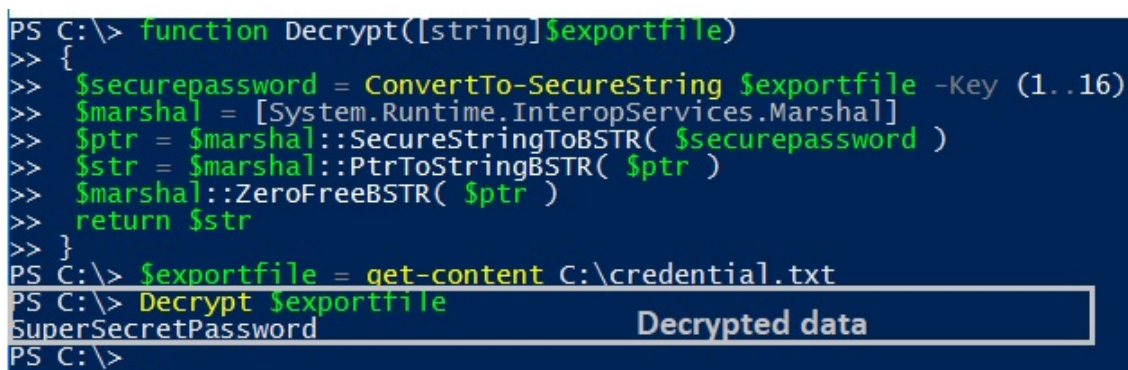 PS C:\> function Decrypt([string]$exportfile)
>> {
>>  $securepassword = ConvertTo-SecureString $exportfile -Key (1..16)
>>  $marshal = [System.Runtime.InteropServices.Marshal]
>>  $ptr = $marshal::SecureStringToBSTR( $securepassword )
>>  $str = $marshal::PtrToStringBSTR( $ptr )
>>  $marshal::ZeroFreeBSTR( $ptr )
>>  return $str
>> }
PS C:\> $exportfile = get-content C:\credential.txt
PS C:\> Decrypt $exportfile
SuperSecretPassword Decrypted data
PS C:\>